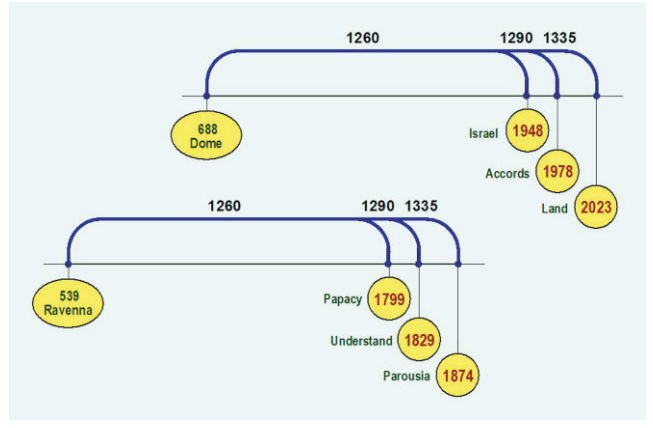 1260 1290 1335
688
Dome
Israel 1948
Accords 1978
Land 2023
1260 1290 1335
539
Ravenna
Papacy 1799
Understand 1829
Parousia 1874